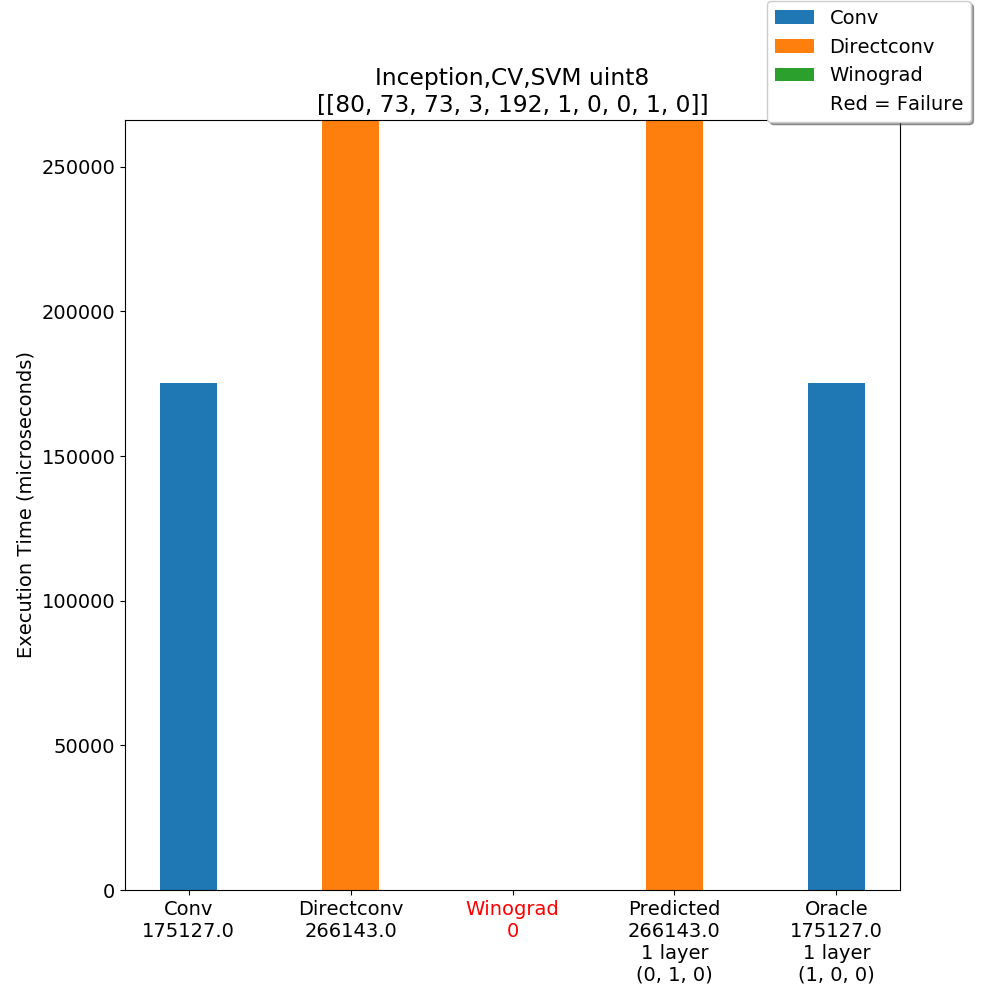 Conv
Directconv
Winograd
Red = Failure
Inception,CV,SVM uint8
[[80, 73, 73, 3, 192, 1, 0, 0, 1, 0]]
Execution Time (microseconds)
250000
200000
150000
100000
50000
0
Conv
175127.0
Directconv
266143.0
Winograd
0
Predicted
266143.0
1 layer
(0, 1, 0)
Oracle
175127.0
1 layer
(1, 0, 0)